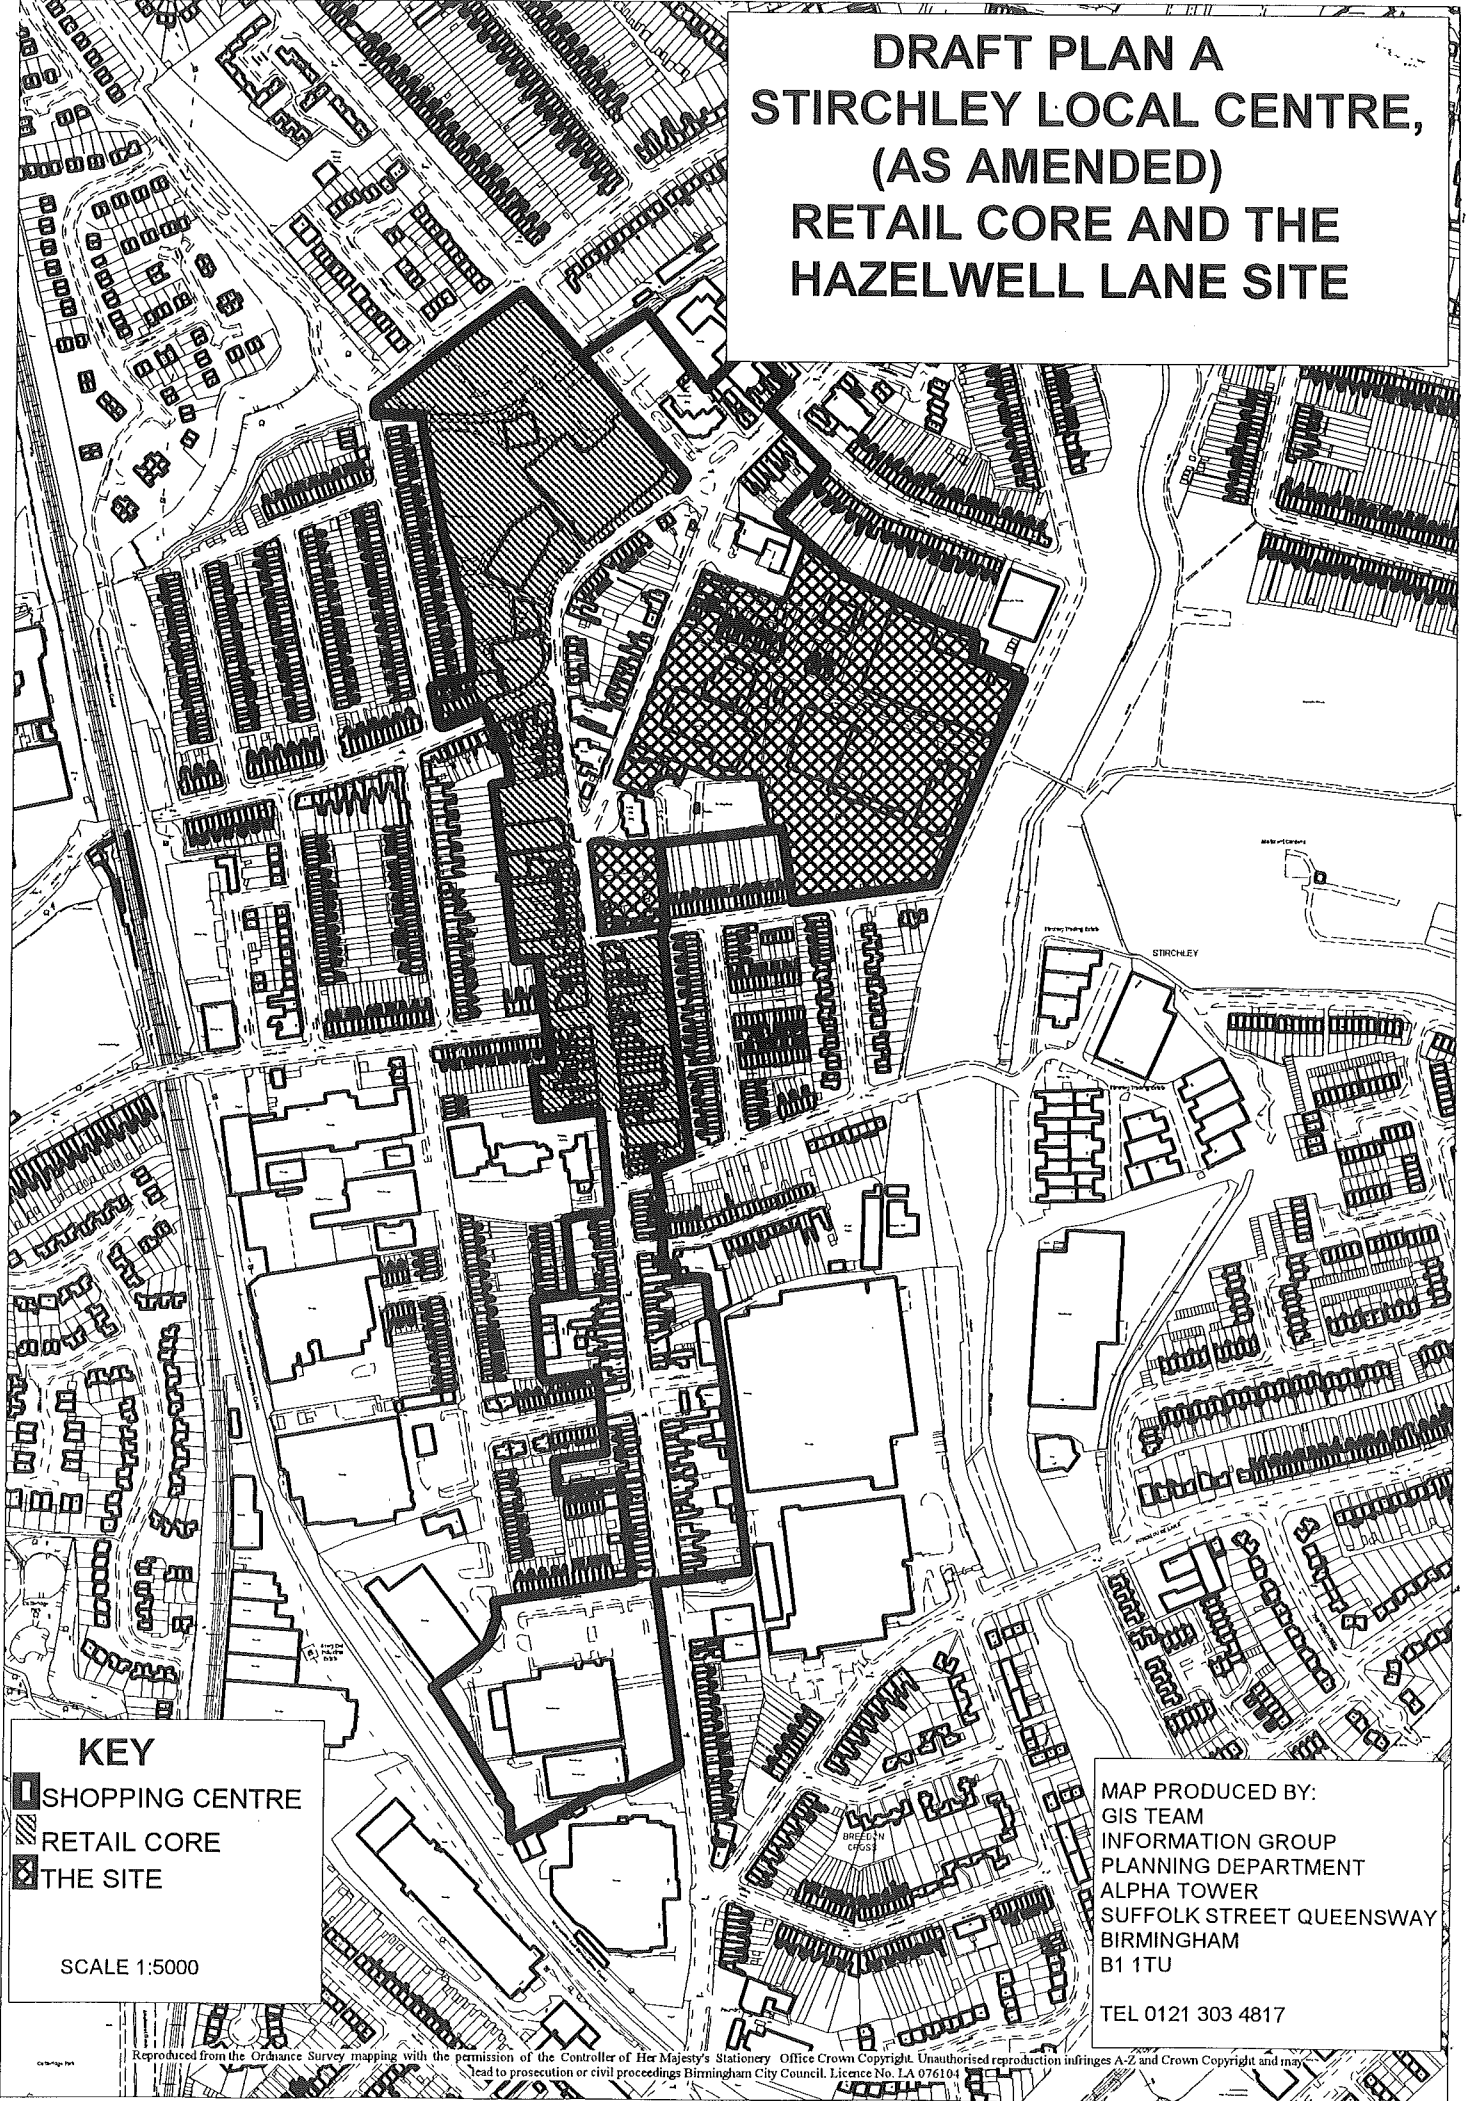 DRAFT PLAN A
STIRCHLEY LOCAL CENTRE,
(AS AMENDED)
RETAIL CORE AND THE
HAZELWELL LANE SITE
STIRCHLEY
BREEDON
CROSS
KEY
SHOPPING CENTRE
RETAIL CORE
THE SITE
SCALE 1:5000
MAP PRODUCED BY:
GIS TEAM
INFORMATION GROUP
PLANNING DEPARTMENT
ALPHA TOWER
SUFFOLK STREET QUEENSWAY
BIRMINGHAM
B1 1TU
TEL 0121 303 4817
Reproduced from the Ordnance Survey mapping with the permission of the Controller of Her Majesty's Stationery Office Crown Copyright. Unauthorised reproduction infringes A-Z and Crown Copyright and may
lead to prosecution or civil proceedings Birmingham City Council. Licence No. LA 076104